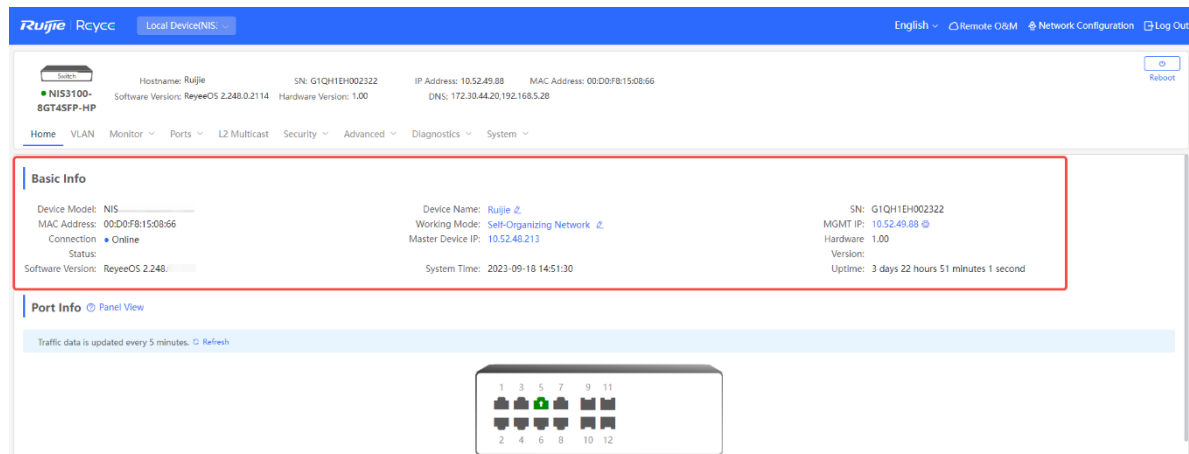 Ruijie | Reyee Local Device(NIS: English Remote O&M Network Configuration Log Out
Switch
Reboot
Hostname: Ruijie SN: G1QH1EH002322 IP Address: 10.52.49.88 MAC Address: 00:D0:F8:15:08:66
NIS3100-8GT4SFP-HP
Software Version: ReyeeOS 2.248.0.2114 Hardware Version: 1.00 DNS: 172.30.44.20,192.168.5.28
Home VLAN Monitor Ports L2 Multicast Security Advanced Diagnostics System
Basic Info
Device Model: NIS Device Name: Ruijie SN: G1QH1EH002322
MAC Address: 00:D0:F8:15:08:66 Working Mode: Self-Organizing Network MGMT IP: 10.52.49.88
Connection Status: Online Master Device IP: 10.52.48.213 Hardware Version: 1.00
Software Version: ReyeeOS 2.248. System Time: 2023-09-18 14:51:30 Uptime: 3 days 22 hours 51 minutes 1 second
Port Info Panel View
Traffic data is updated every 5 minutes. Refresh
1 3 5 7 9 11
2 4 6 8 10 12